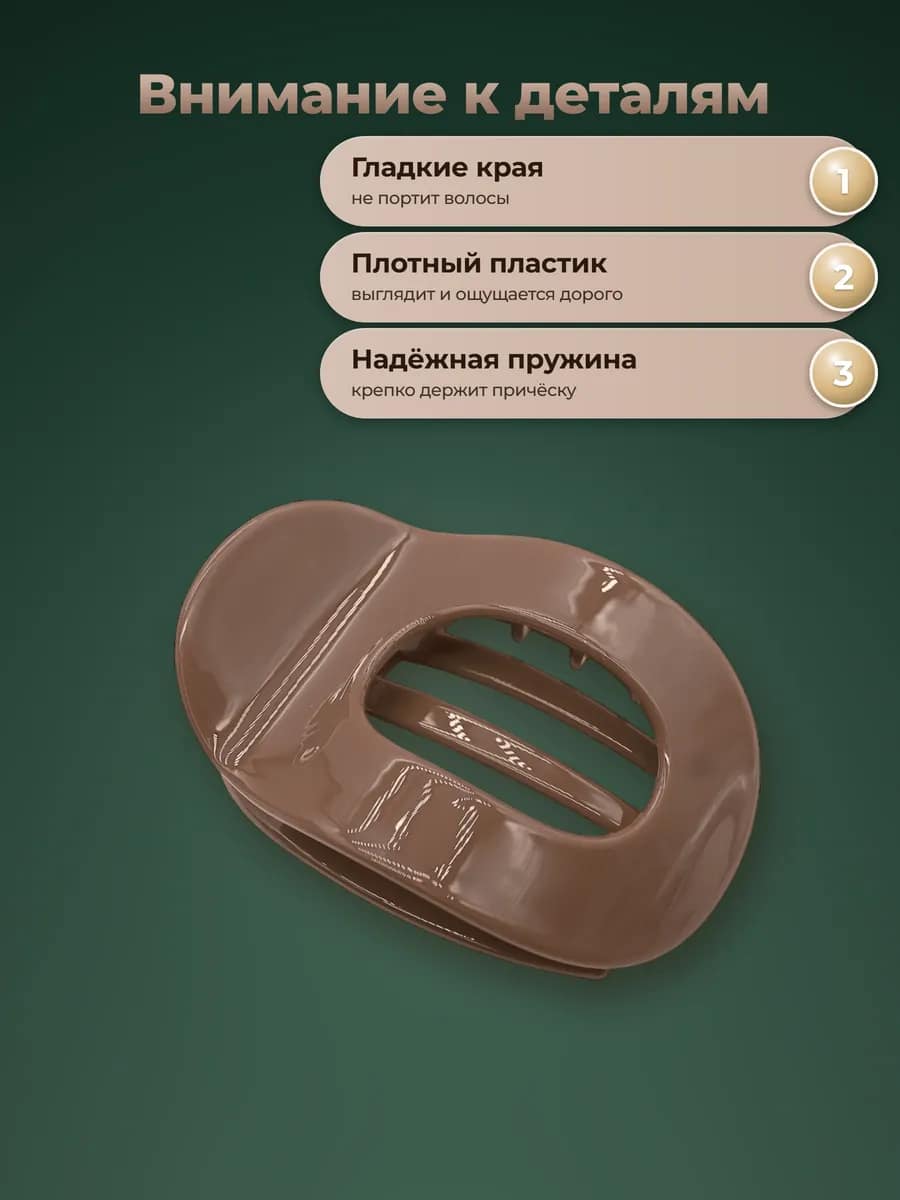 Внимание к деталям
Гладкие края
не портит волосы
1
Плотный пластик
выглядит и ощущается дорого
2
Надёжная пружина
крепко держит причёску
3